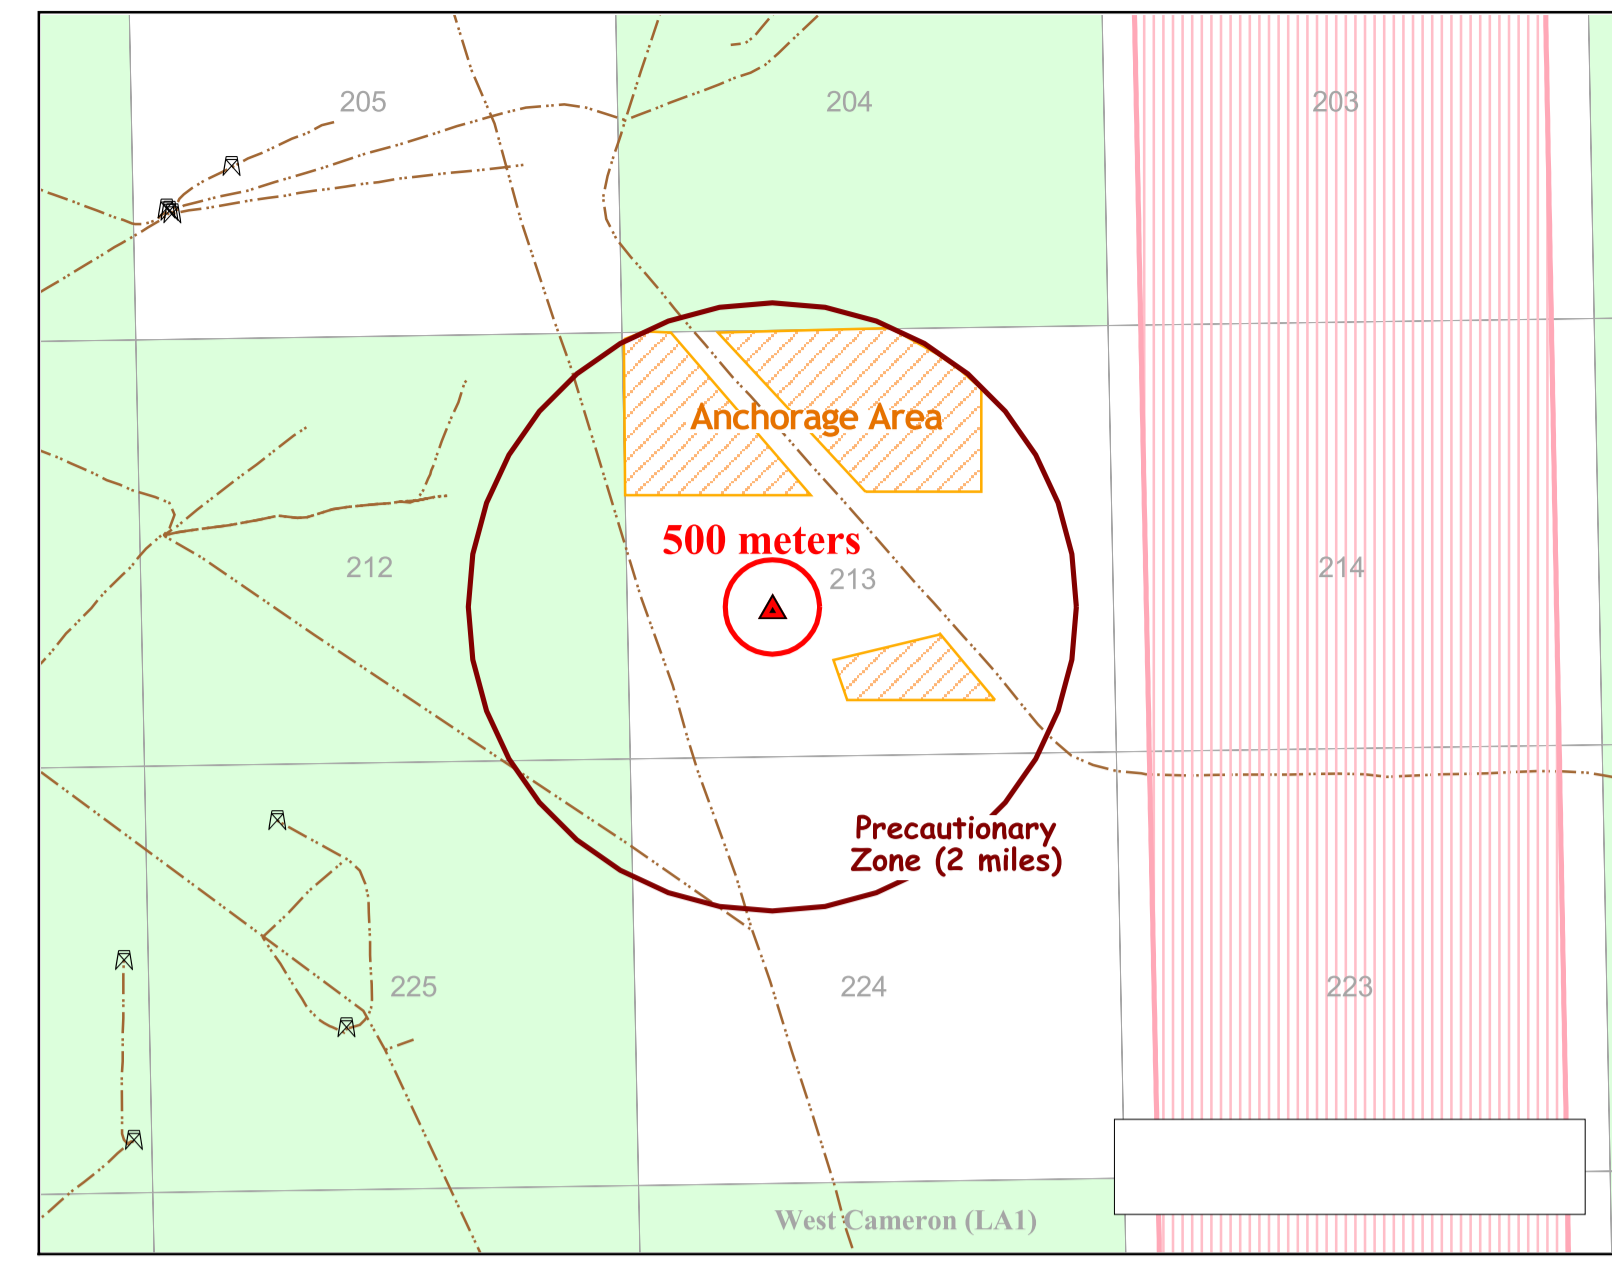 205
204
203
Anchorage Area
500 meters
212
213
214
Precautionary
Zone (2 miles)
225
224
223
West Cameron (LA1)